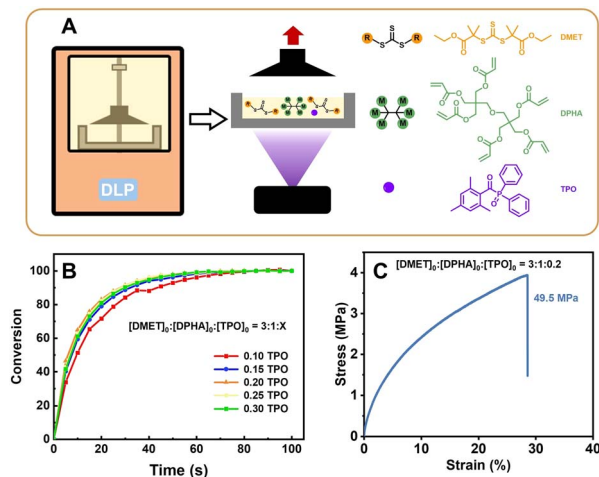 A
DLP
R
S
S
S
R
DMET
M
M
M
M
M
M
DPHA
TPO
B
Conversion
100
80
60
40
20
0
[DMET]₀:[DPHA]₀:[TPO]₀ = 3:1:X
0.10 TPO
0.15 TPO
0.20 TPO
0.25 TPO
0.30 TPO
0 20 40 60 80 100
Time (s)
C
[DMET]₀:[DPHA]₀:[TPO]₀ = 3:1:0.2
49.5 MPa
Stress (MPa)
4
2
0
0 10 20 30 40
Strain (%)